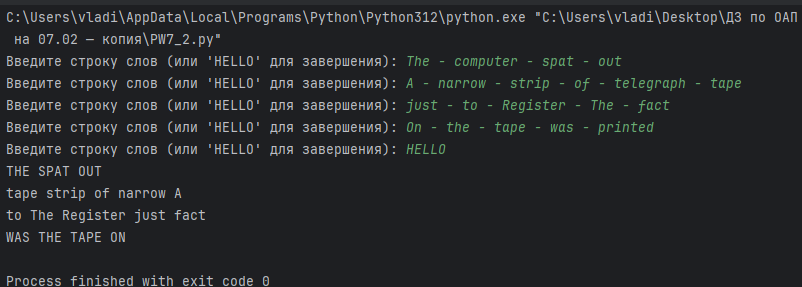 C:\Users\vladi\AppData\Local\Programs\Python\Python312\python.exe "C:\Users\vladi\Desktop\ДЗ по ОАП
на 07.02 — копия\PW7_2.py"
Введите строку слов (или 'HELLO' для завершения): The - computer - spat - out
Введите строку слов (или 'HELLO' для завершения): A - narrow - strip - of - telegraph - tape
Введите строку слов (или 'HELLO' для завершения): just - to - Register - The - fact
Введите строку слов (или 'HELLO' для завершения): On - the - tape - was - printed
Введите строку слов (или 'HELLO' для завершения): HELLO
THE SPAT OUT
tape strip of narrow A
to The Register just fact
WAS THE TAPE ON
Process finished with exit code 0